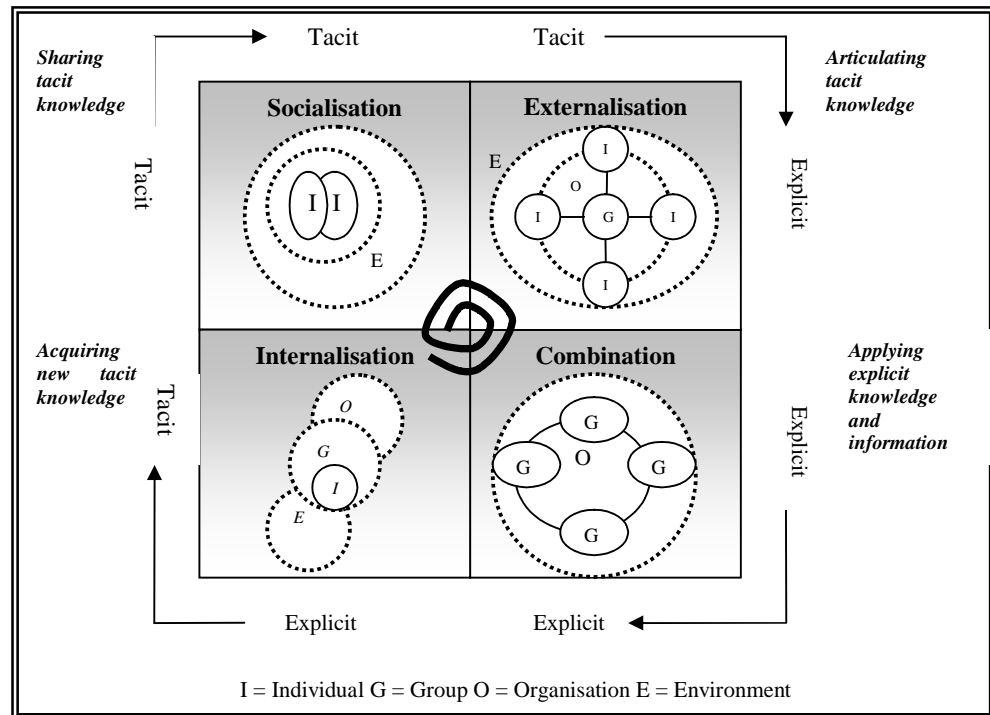 Tacit
Tacit
Sharing
tacit
knowledge
Articulating
tacit
knowledge
Socialisation
Externalisation
Tacit
I I
E
E
I
O
I
G
I
I
Explicit
Internalisation
Combination
Acquiring
new tacit
knowledge
Tacit
O
G
I
E
G
O
G
G
G
Explicit
Applying
explicit
knowledge
and
information
Explicit
Explicit
I = Individual G = Group O = Organisation E = Environment